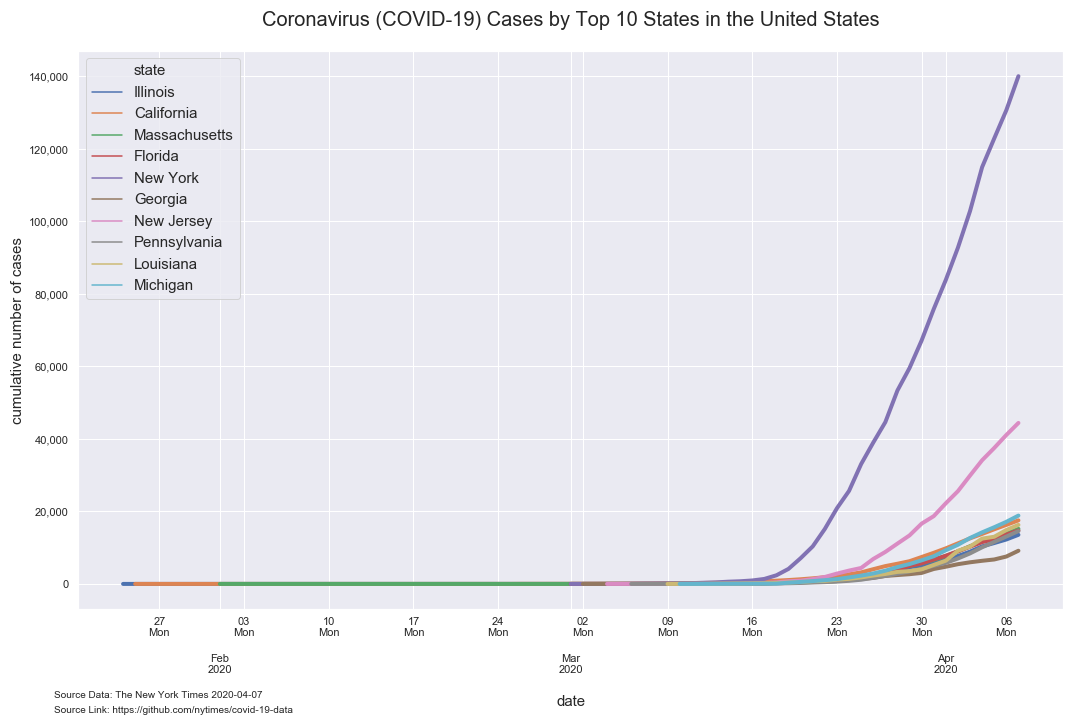 Coronavirus (COVID-19) Cases by Top 10 States in the United States
state
Illinois
California
Massachusetts
Florida
New York
Georgia
New Jersey
Pennsylvania
Louisiana
Michigan
cumulative number of cases
140,000
120,000
100,000
80,000
60,000
40,000
20,000
0
27 03 10 17 24 02 09 16 23 30 06
Mon Mon Mon Mon Mon Mon Mon Mon Mon Mon Mon
Feb Mar Apr
2020 2020 2020
date
Source Data: The New York Times 2020-04-07
Source Link: https://github.com/nytimes/covid-19-data